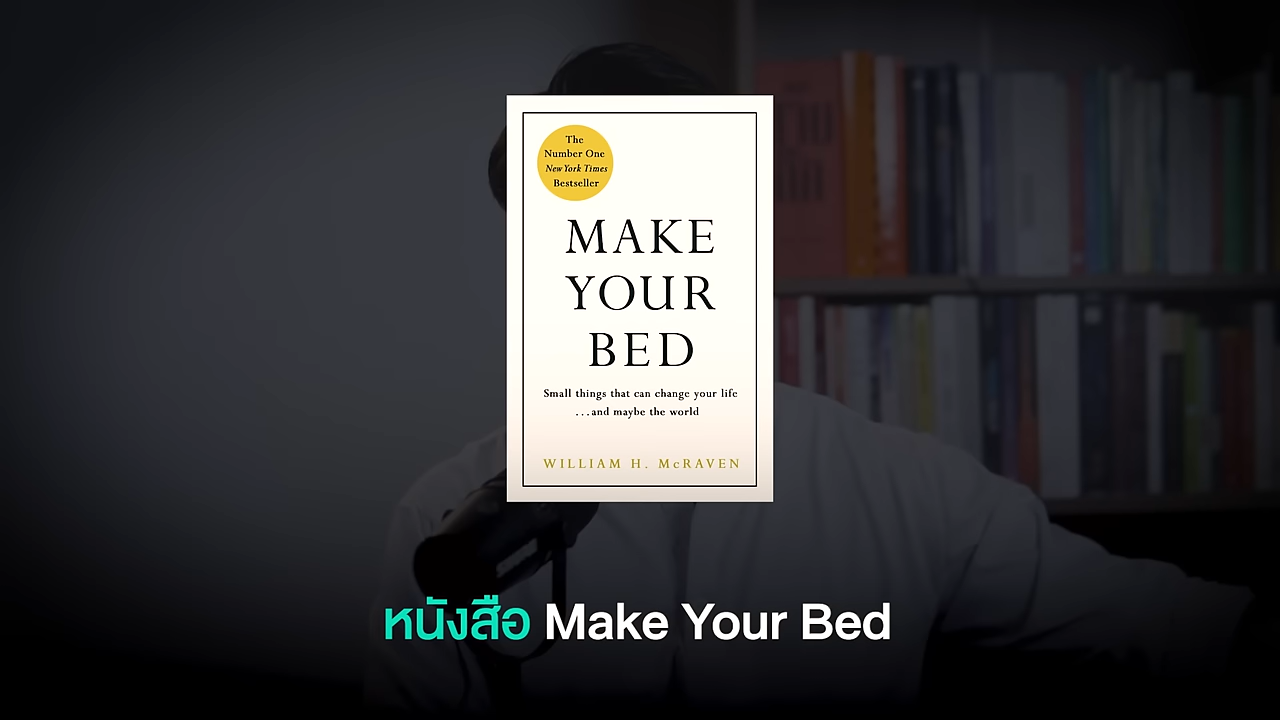 The
Number One
New York Times
Bestseller
MAKE
YOUR
BED
Small things that can change your life
...and maybe the world
WILLIAM H. McRAVEN
หนังสือ Make Your Bed